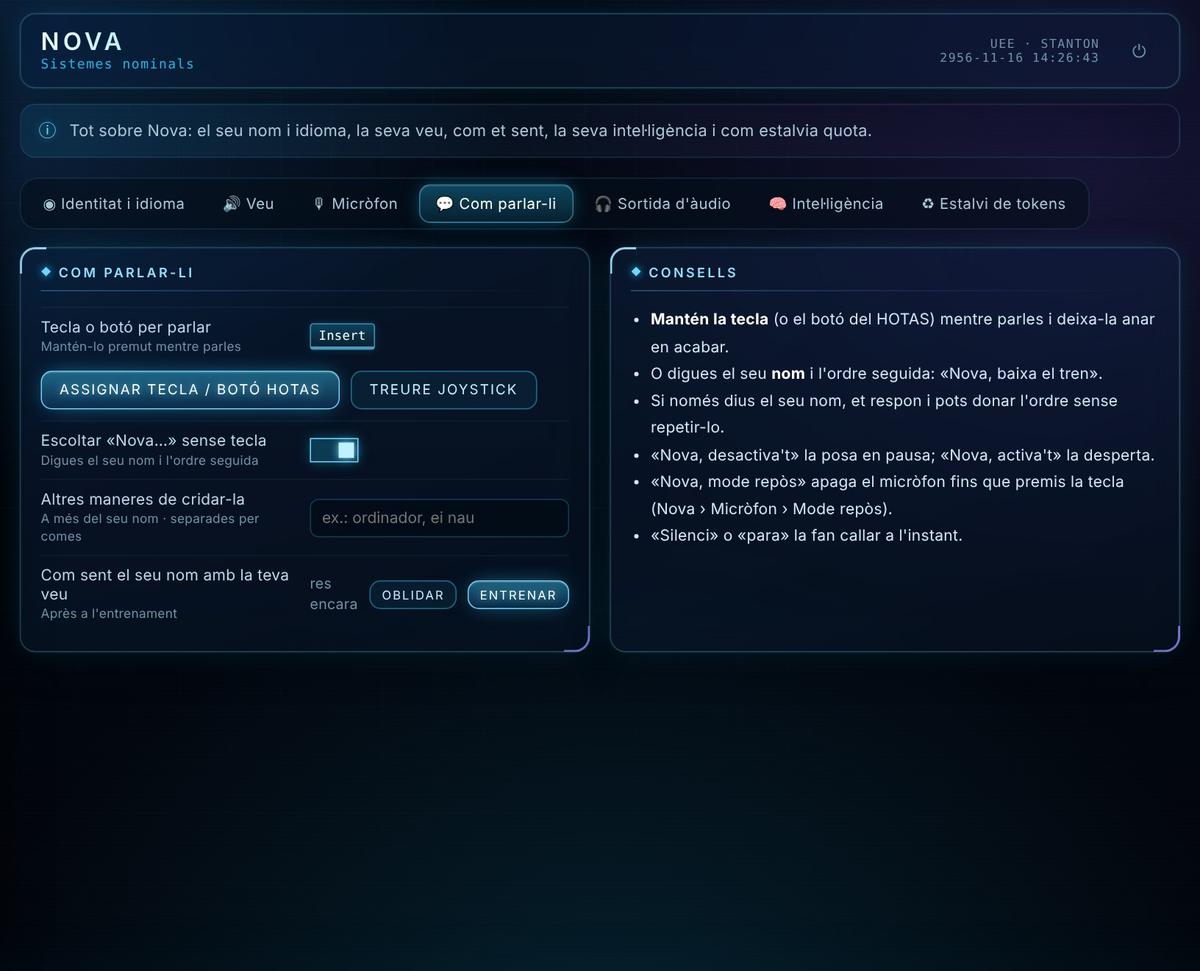 NOVA
Sistemes nominals
UEE · STANTON
2956-11-16 14:26:43
Tot sobre Nova: el seu nom i idioma, la seva veu, com et sent, la seva intel·ligència i com estalvia quota.
Identitat i idioma
Veu
Micròfon
Com parlar-li
Sortida d'àudio
Intel·ligència
Estalvi de tokens
COM PARLAR-LI
Tecla o botó per parlar
Mantén-lo premut mentre parles
Insert
ASSIGNAR TECLA / BOTÓ HOTAS
TREURE JOYSTICK
Escoltar «Nova...» sense tecla
Digues el seu nom i l'ordre seguida
Altres maneres de cridar-la
A més del seu nom · separades per
comes
ex.: ordinador, ei nau
Com sent el seu nom amb la teva
veu
Après a l'entrenament
res
encara
OBLIDAR
ENTRENAR
CONSELLS
• Mantén la tecla (o el botó del HOTAS) mentre parles i deixa-la anar
en acabar.
• O digues el seu nom i l'ordre seguida: «Nova, baixa el tren».
• Si només dius el seu nom, et respon i pots donar l'ordre sense
repetir-lo.
• «Nova, desactiva't» la posa en pausa; «Nova, activa't» la desperta.
• «Nova, mode repòs» apaga el micròfon fins que premis la tecla
(Nova › Micròfon › Mode repòs).
• «Silenci» o «para» la fan callar a l'instant.